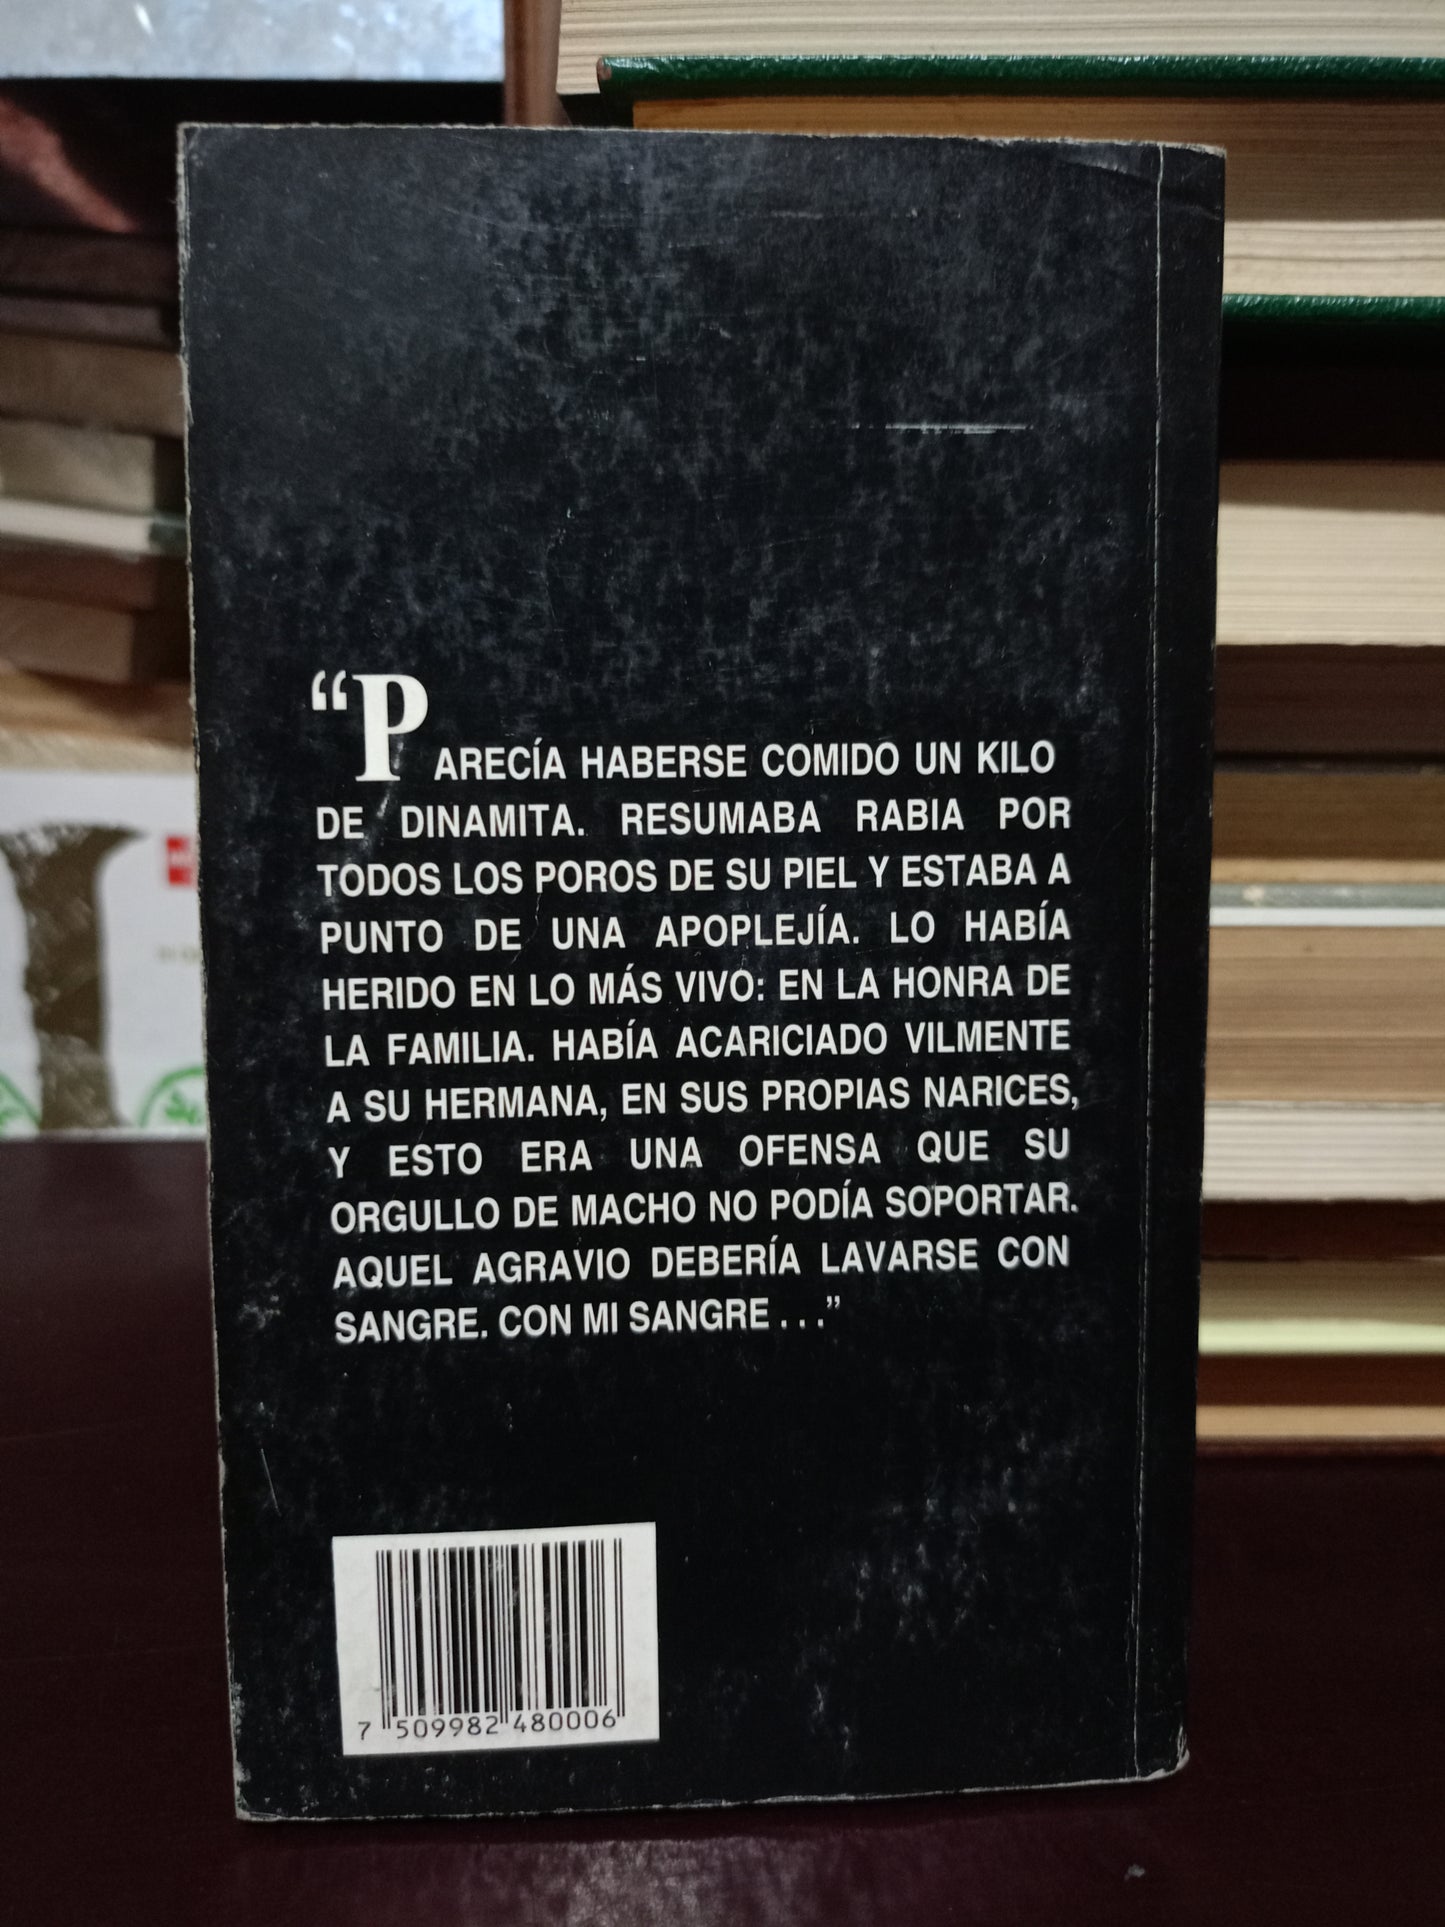 “PARECÍA HABERSE COMIDO UN KILO
DE DINAMITA. RESUMABA RABIA POR
TODOS LOS POROS DE SU PIEL Y ESTABA A
PUNTO DE UNA APOPLEJÍA. LO HABÍA
HERIDO EN LO MÁS VIVO: EN LA HONRA DE
LA FAMILIA. HABÍA ACARICIADO VILMENTE
A SU HERMANA, EN SUS PROPIAS NARICES,
Y ESTO ERA UNA OFENSA QUE SU
ORGULLO DE MACHO NO PODÍA SOPORTAR.
AQUEL AGRAVIO DEBERÍA LAVARSE CON
SANGRE. CON MI SANGRE . . .”
7 509982 480006